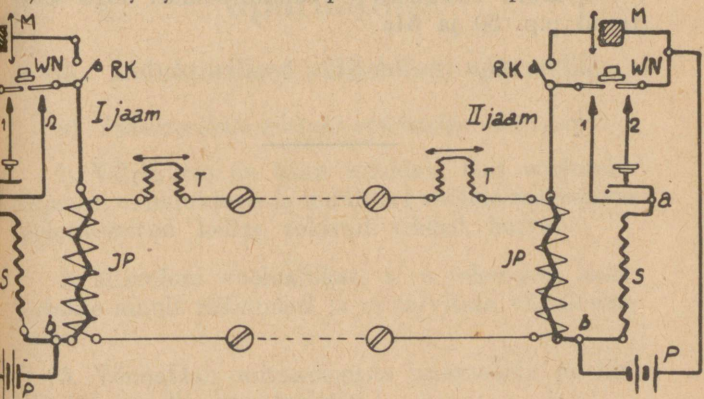 M M
WN RK RK WN
1 2 I jaam II jaam 1 2
T T
a
S JP JP S
b b
P P